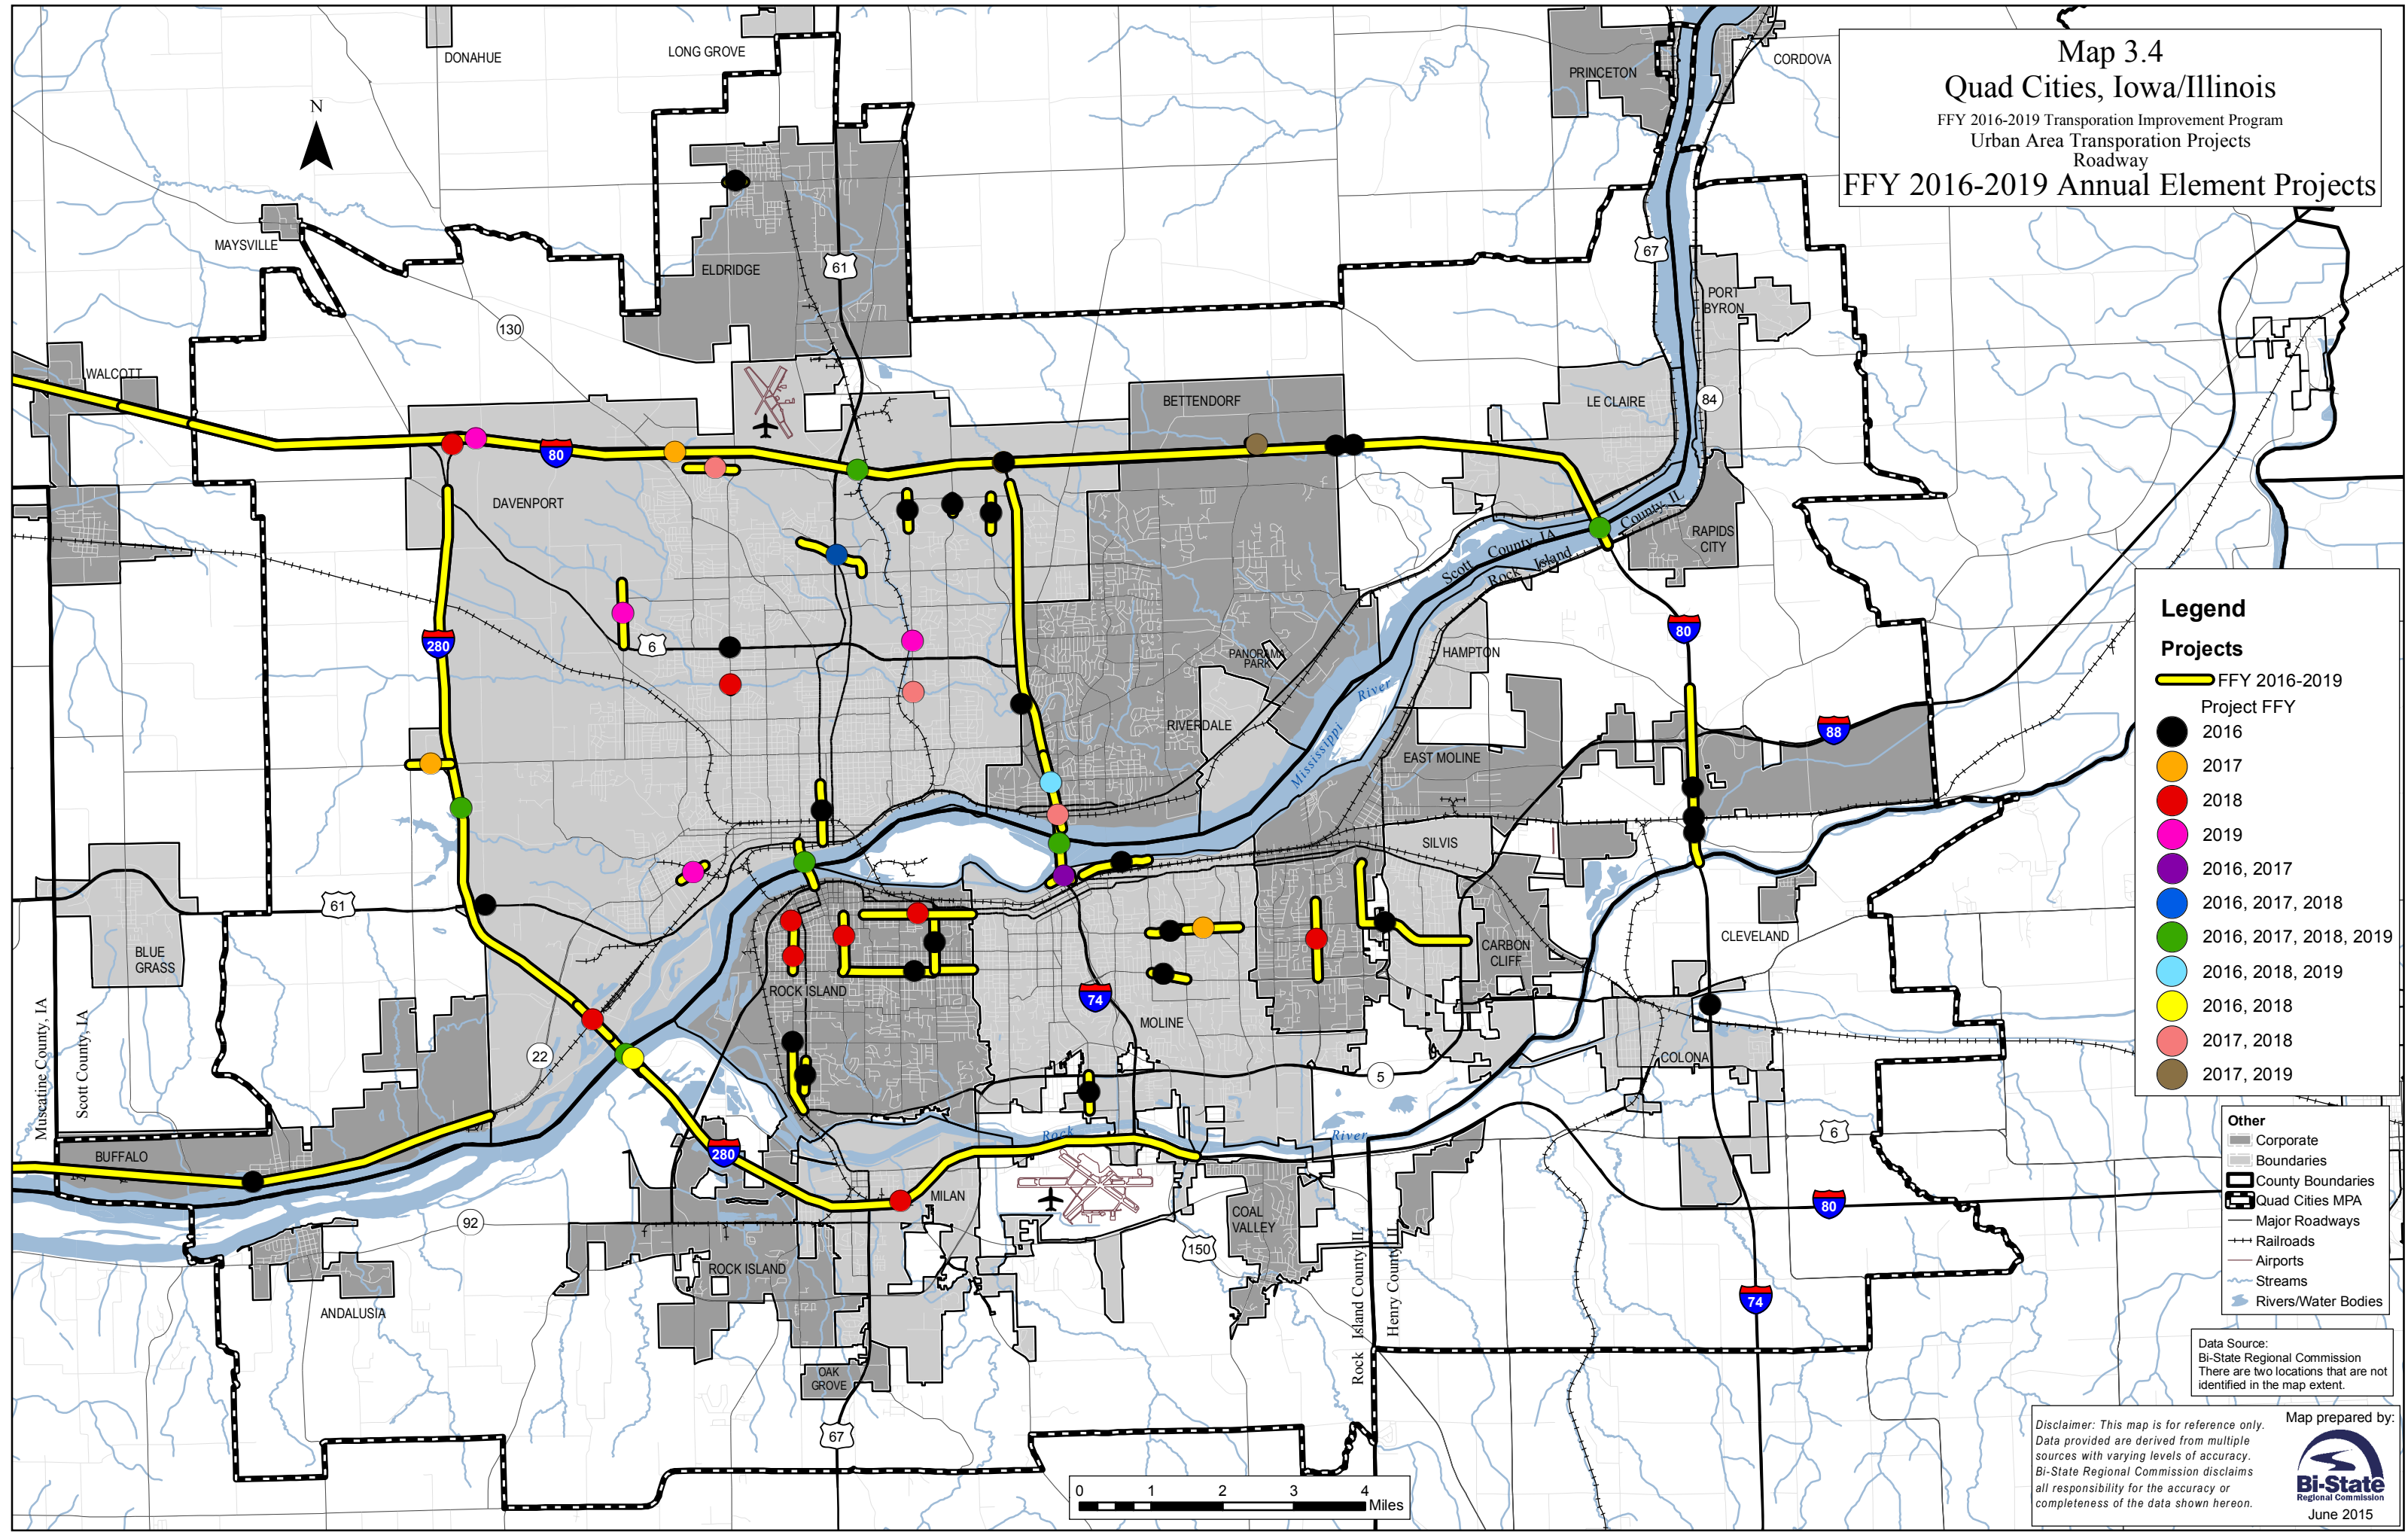 Map 3.4
Quad Cities, Iowa/Illinois
FFY 2016-2019 Transporation Improvement Program
Urban Area Transporation Projects
Roadway
FFY 2016-2019 Annual Element Projects
DONAHUE
LONG GROVE
PRINCETON
CORDOVA
N
MAYSVILLE
ELDRIDGE
61
67
PORT
BYRON
130
WALCOTT
BETTENDORF
LE CLAIRE
84
80
DAVENPORT
RAPIDS
CITY
Scott County, IA
Rock Island County, IL
280
6
PANORAMA
PARK
HAMPTON
80
River
Mississippi
RIVERDALE
EAST MOLINE
88
SILVIS
61
BLUE
GRASS
CARBON
CLIFF
CLEVELAND
ROCK ISLAND
74
MOLINE
22
COLONA
5
Muscatine County, IA
Scott County, IA
BUFFALO
Rock
River
6
280
MILAN
COAL
VALLEY
80
92
150
ROCK ISLAND
Rock Island County, IL
Henry County, IL
74
ANDALUSIA
OAK
GROVE
67
0 1 2 3 4
Miles
Legend
Projects
FFY 2016-2019
Project FFY
2016
2017
2018
2019
2016, 2017
2016, 2017, 2018
2016, 2017, 2018, 2019
2016, 2018, 2019
2016, 2018
2017, 2018
2017, 2019
Other
Corporate
Boundaries
County Boundaries
Quad Cities MPA
Major Roadways
Railroads
Airports
Streams
Rivers/Water Bodies
Data Source:
Bi-State Regional Commission
There are two locations that are not
identified in the map extent.
Disclaimer: This map is for reference only.
Data provided are derived from multiple
sources with varying levels of accuracy.
Bi-State Regional Commission disclaims
all responsibility for the accuracy or
completeness of the data shown hereon.
Map prepared by:
Bi-State
Regional Commission
June 2015